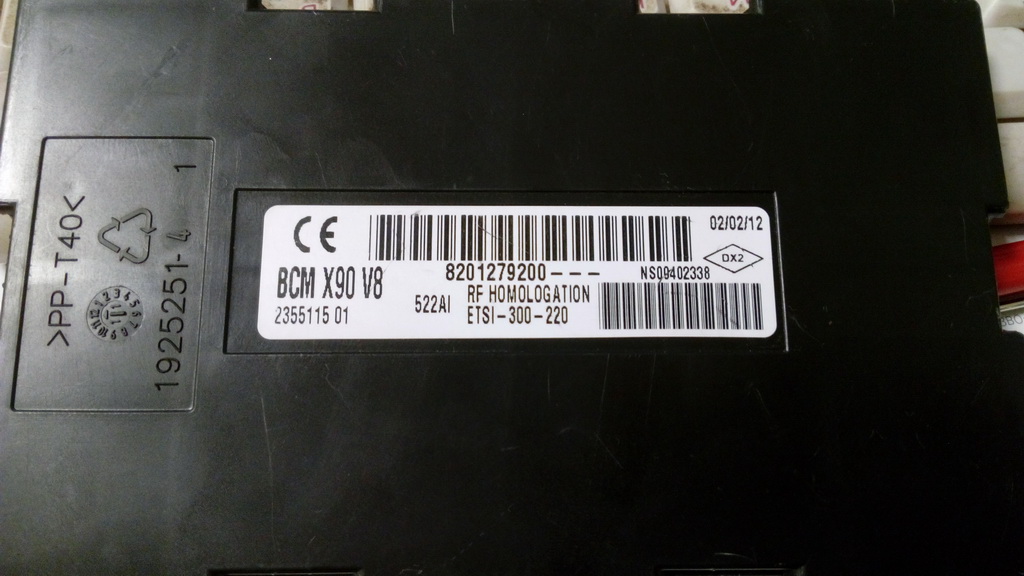 >PP-T40<
1925251-4 1
CE
02/02/12
DX2
BCM X90 V8
8201279200---
NS09402338
2355115 01
522AI
RF HOMOLOGATION
ETSI-300-220